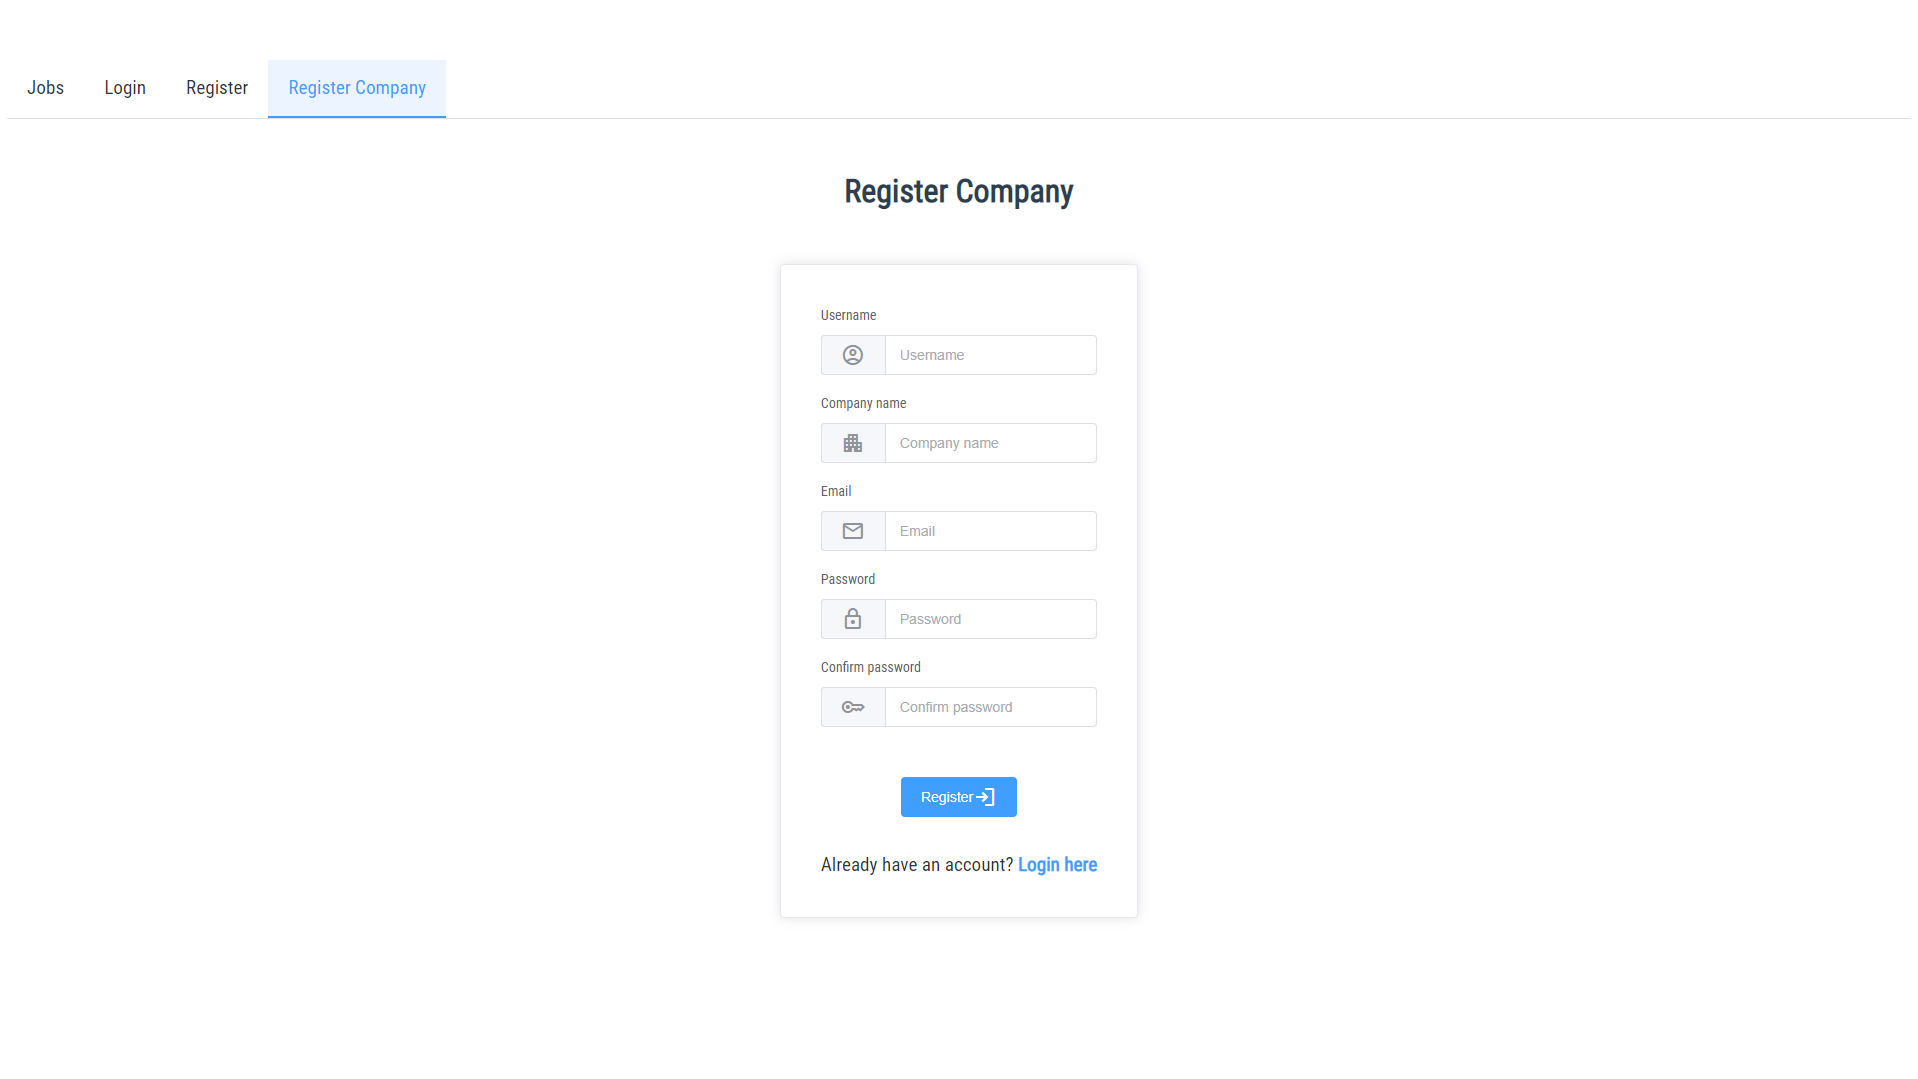 Jobs Login Register Register Company
Register Company
Username
Username
Company name
Company name
Email
Email
Password
Password
Confirm password
Confirm password
Register
Already have an account? Login here